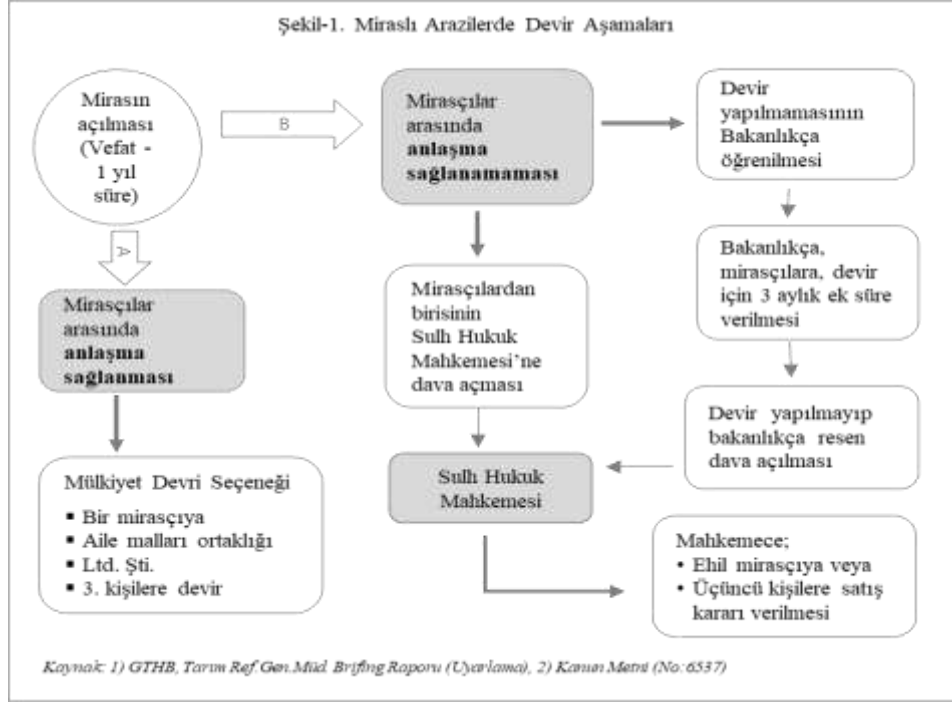 Şekil-1. Miraslı Arazilerde Devir Aşamaları
Mirasın
açılması
(Vefat -
1 yıl
süre)
B
Mirasçılar
arasında
anlaşma
sağlanamaması
Devir
yapılmamasının
Bakanlıkça
öğrenilmesi
A
Mirasçılar
arasında
anlaşma
sağlanması
Mirasçılardan
birisinin
Sulh Hukuk
Mahkemesi’ne
dava açması
Bakanlıkça,
mirasçılara, devir
için 3 aylık ek süre
verilmesi
Devir yapılmayıp
bakanlıkça resen
dava açılması
Mülkiyet Devri Seçeneği
▪ Bir mirasçıya
▪ Aile malları ortaklığı
▪ Ltd. Şti.
▪ 3. kişilere devir
Sulh Hukuk
Mahkemesi
Mahkemece;
• Ehil mirasçıya veya
• Üçüncü kişilere satış
kararı verilmesi
Kaynak: 1) GTHB, Tarım Ref.Gen.Müd. Brifing Raporu (Uyarlama), 2) Kanun Metni (No:6537)